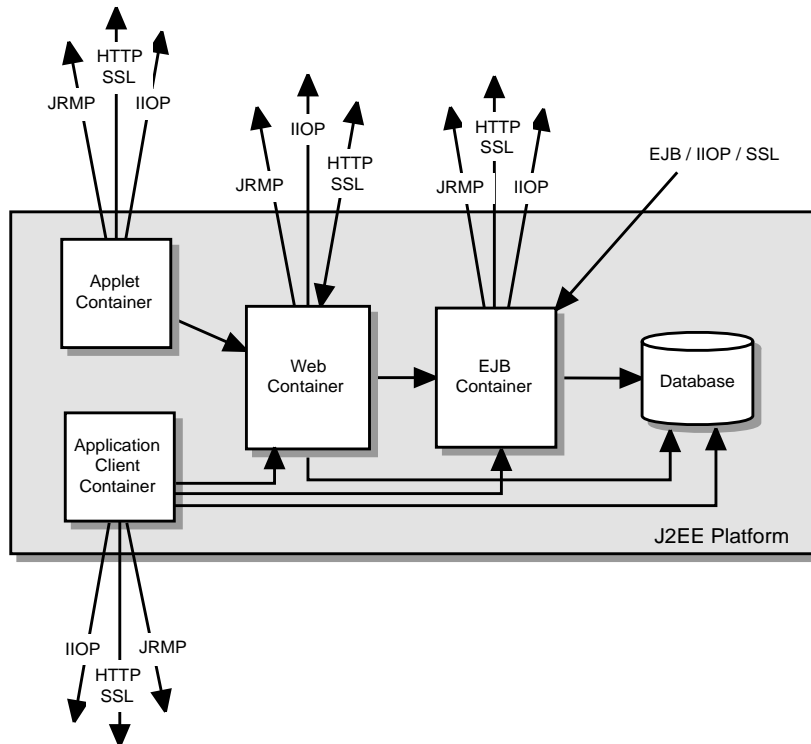 HTTP
SSL
JRMP
IIOP
IIOP
JRMP
HTTP
SSL
HTTP
SSL
JRMP
IIOP
EJB / IIOP / SSL
Applet
Container
Web
Container
EJB
Container
Database
Application
Client
Container
J2EE Platform
IIOP
HTTP
SSL
JRMP